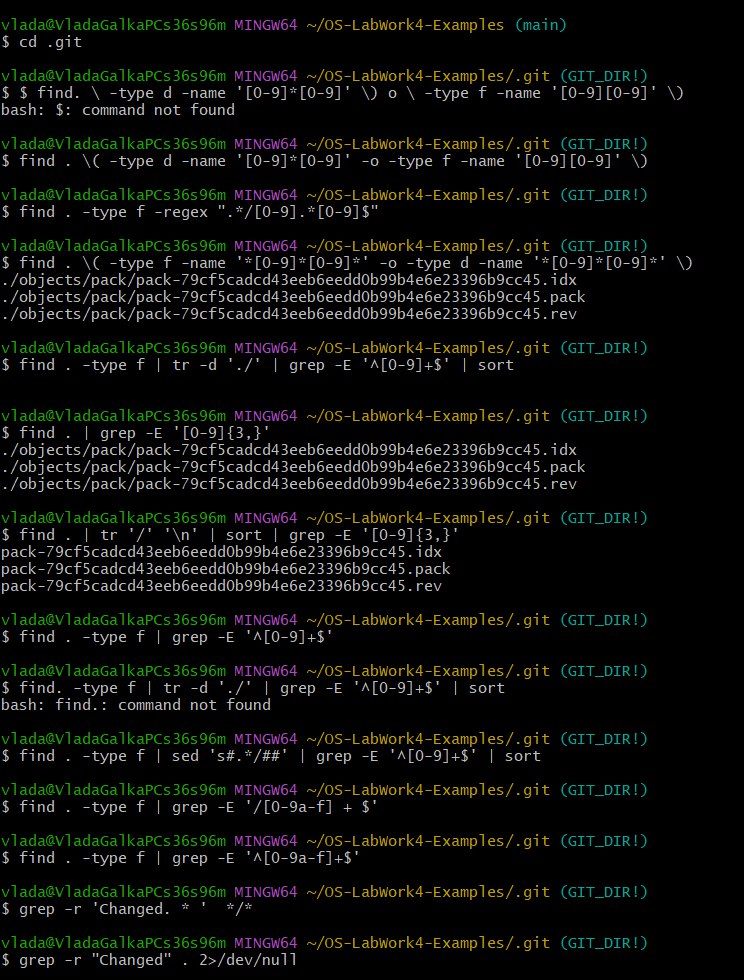 vlada@VladaGalkaPCs36s96m MINGW64 ~/OS-LabWork4-Examples (main)
$ cd .git
vlada@VladaGalkaPCs36s96m MINGW64 ~/OS-LabWork4-Examples/.git (GIT_DIR!)
$ $ find. \ -type d -name '[0-9]*[0-9]' \) o \ -type f -name '[0-9][0-9]' \)
bash: $: command not found
vlada@VladaGalkaPCs36s96m MINGW64 ~/OS-LabWork4-Examples/.git (GIT_DIR!)
$ find . \( -type d -name '[0-9]*[0-9]' -o -type f -name '[0-9][0-9]' \)
vlada@VladaGalkaPCs36s96m MINGW64 ~/OS-LabWork4-Examples/.git (GIT_DIR!)
$ find . -type f -regex ".*/[0-9].*[0-9]$"
vlada@VladaGalkaPCs36s96m MINGW64 ~/OS-LabWork4-Examples/.git (GIT_DIR!)
$ find . \( -type f -name '*[0-9]*[0-9]*' -o -type d -name '*[0-9]*[0-9]*' \)
./objects/pack/pack-79cf5cadcd43eeb6eedd0b99b4e6e23396b9cc45.idx
./objects/pack/pack-79cf5cadcd43eeb6eedd0b99b4e6e23396b9cc45.pack
./objects/pack/pack-79cf5cadcd43eeb6eedd0b99b4e6e23396b9cc45.rev
vlada@VladaGalkaPCs36s96m MINGW64 ~/OS-LabWork4-Examples/.git (GIT_DIR!)
$ find . -type f | tr -d './' | grep -E '^[0-9]+$' | sort
vlada@VladaGalkaPCs36s96m MINGW64 ~/OS-LabWork4-Examples/.git (GIT_DIR!)
$ find . | grep -E '[0-9]{3,}'
./objects/pack/pack-79cf5cadcd43eeb6eedd0b99b4e6e23396b9cc45.idx
./objects/pack/pack-79cf5cadcd43eeb6eedd0b99b4e6e23396b9cc45.pack
./objects/pack/pack-79cf5cadcd43eeb6eedd0b99b4e6e23396b9cc45.rev
vlada@VladaGalkaPCs36s96m MINGW64 ~/OS-LabWork4-Examples/.git (GIT_DIR!)
$ find . | tr '/' '\n' | sort | grep -E '[0-9]{3,}'
pack-79cf5cadcd43eeb6eedd0b99b4e6e23396b9cc45.idx
pack-79cf5cadcd43eeb6eedd0b99b4e6e23396b9cc45.pack
pack-79cf5cadcd43eeb6eedd0b99b4e6e23396b9cc45.rev
vlada@VladaGalkaPCs36s96m MINGW64 ~/OS-LabWork4-Examples/.git (GIT_DIR!)
$ find . -type f | grep -E '^[0-9]+$'
vlada@VladaGalkaPCs36s96m MINGW64 ~/OS-LabWork4-Examples/.git (GIT_DIR!)
$ find. -type f | tr -d './' | grep -E '^[0-9]+$' | sort
bash: find.: command not found
vlada@VladaGalkaPCs36s96m MINGW64 ~/OS-LabWork4-Examples/.git (GIT_DIR!)
$ find . -type f | sed 's#.*/##' | grep -E '^[0-9]+$' | sort
vlada@VladaGalkaPCs36s96m MINGW64 ~/OS-LabWork4-Examples/.git (GIT_DIR!)
$ find . -type f | grep -E '/[0-9a-f] + $'
vlada@VladaGalkaPCs36s96m MINGW64 ~/OS-LabWork4-Examples/.git (GIT_DIR!)
$ find . -type f | grep -E '^[0-9a-f]+$'
vlada@VladaGalkaPCs36s96m MINGW64 ~/OS-LabWork4-Examples/.git (GIT_DIR!)
$ grep -r 'Changed. * '  */*
vlada@VladaGalkaPCs36s96m MINGW64 ~/OS-LabWork4-Examples/.git (GIT_DIR!)
$ grep -r "Changed" . 2>/dev/null